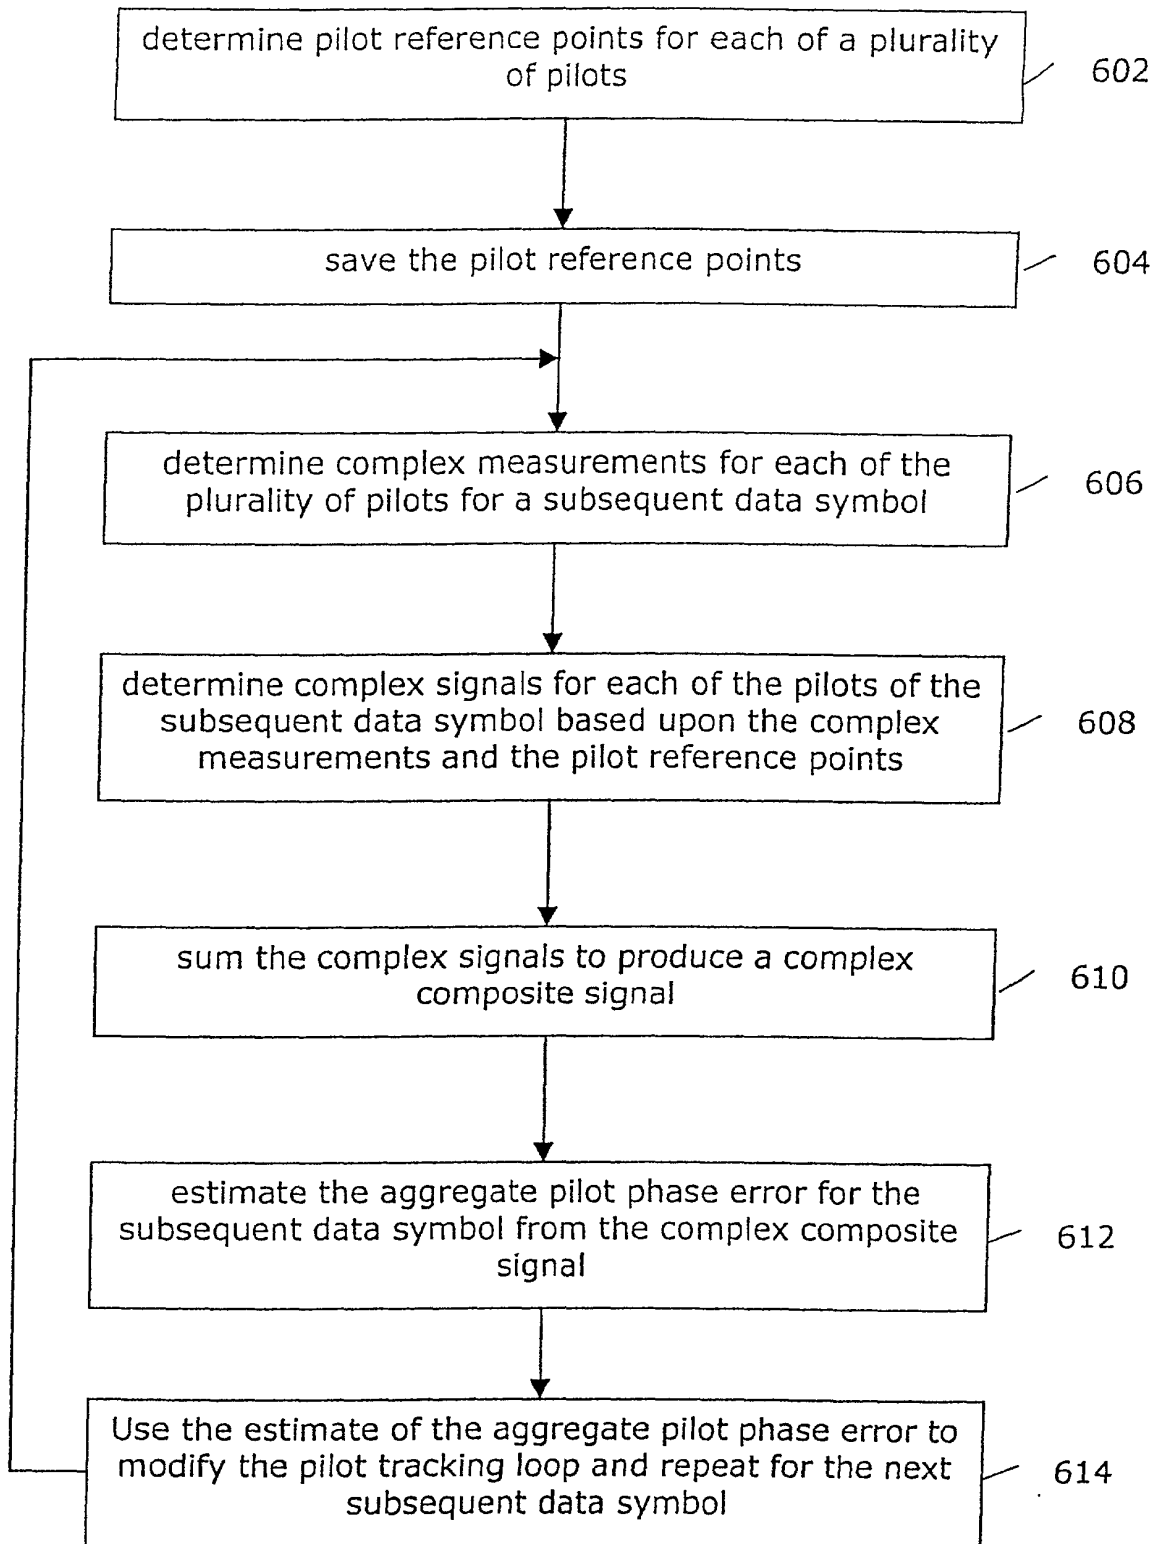 determine pilot reference points for each of a plurality
of pilots
602
save the pilot reference points
604
determine complex measurements for each of the
plurality of pilots for a subsequent data symbol
606
determine complex signals for each of the pilots of the
subsequent data symbol based upon the complex
measurements and the pilot reference points
608
sum the complex signals to produce a complex
composite signal
610
estimate the aggregate pilot phase error for the
subsequent data symbol from the complex composite
signal
612
Use the estimate of the aggregate pilot phase error to
modify the pilot tracking loop and repeat for the next
subsequent data symbol
614